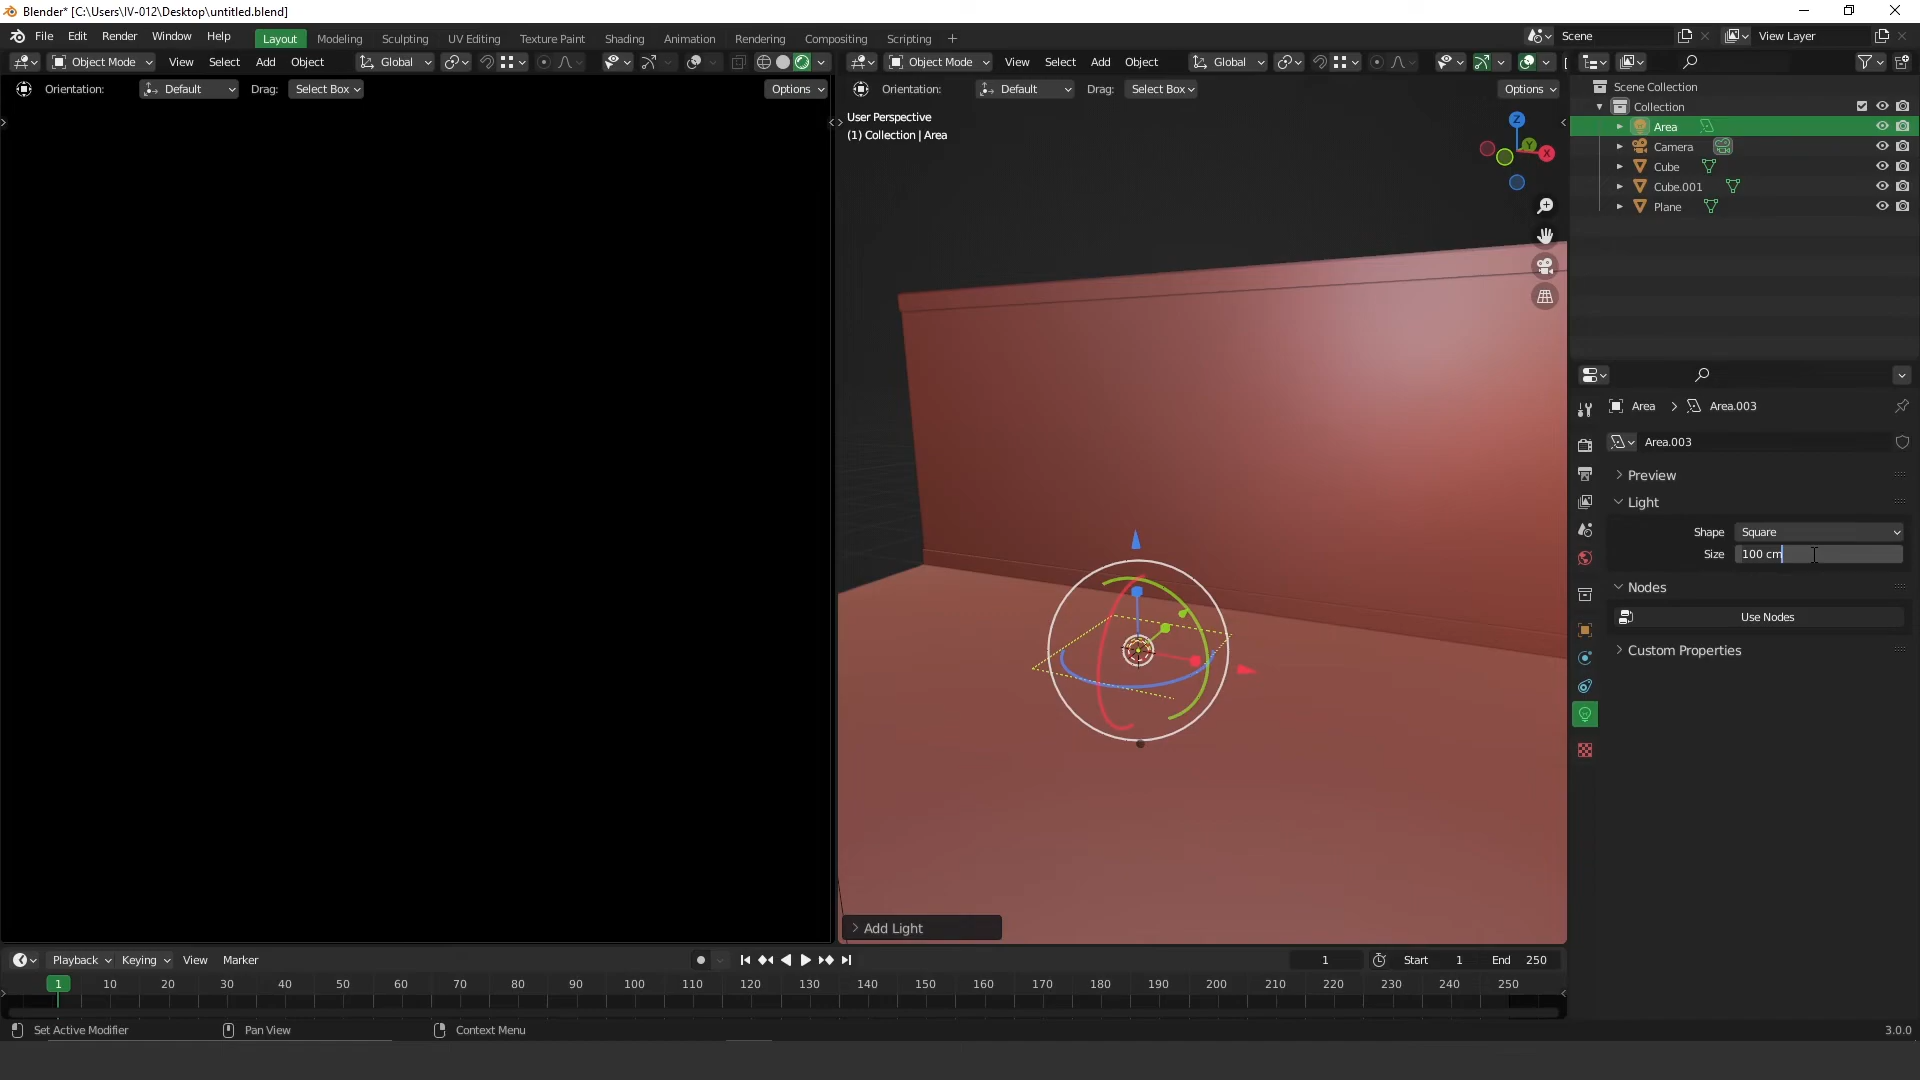 Blender* [C:\Users\IV-012\Desktop\untitled.blend]
File Edit Render Window Help Layout Modeling Sculpting UV Editing Texture Paint Shading Animation Rendering Compositing Scripting + Scene View Layer
Object Mode View Select Add Object Global Object Mode View Select Add Object Global
Orientation: Default Drag: Select Box Options Orientation: Default Drag: Select Box Options
User Perspective
(1) Collection | Area
Z
Y
X
Scene Collection
Collection
Area
Camera
Cube
Cube.001
Plane
Area > Area.003
Area.003
Preview
Light
Shape Square
Size 100 cm
Nodes
Use Nodes
Custom Properties
Add Light
Playback Keying View Marker 1 Start 1 End 250
1 10 20 30 40 50 60 70 80 90 100 110 120 130 140 150 160 170 180 190 200 210 220 230 240 250
Set Active Modifier Pan View Context Menu 3.0.0